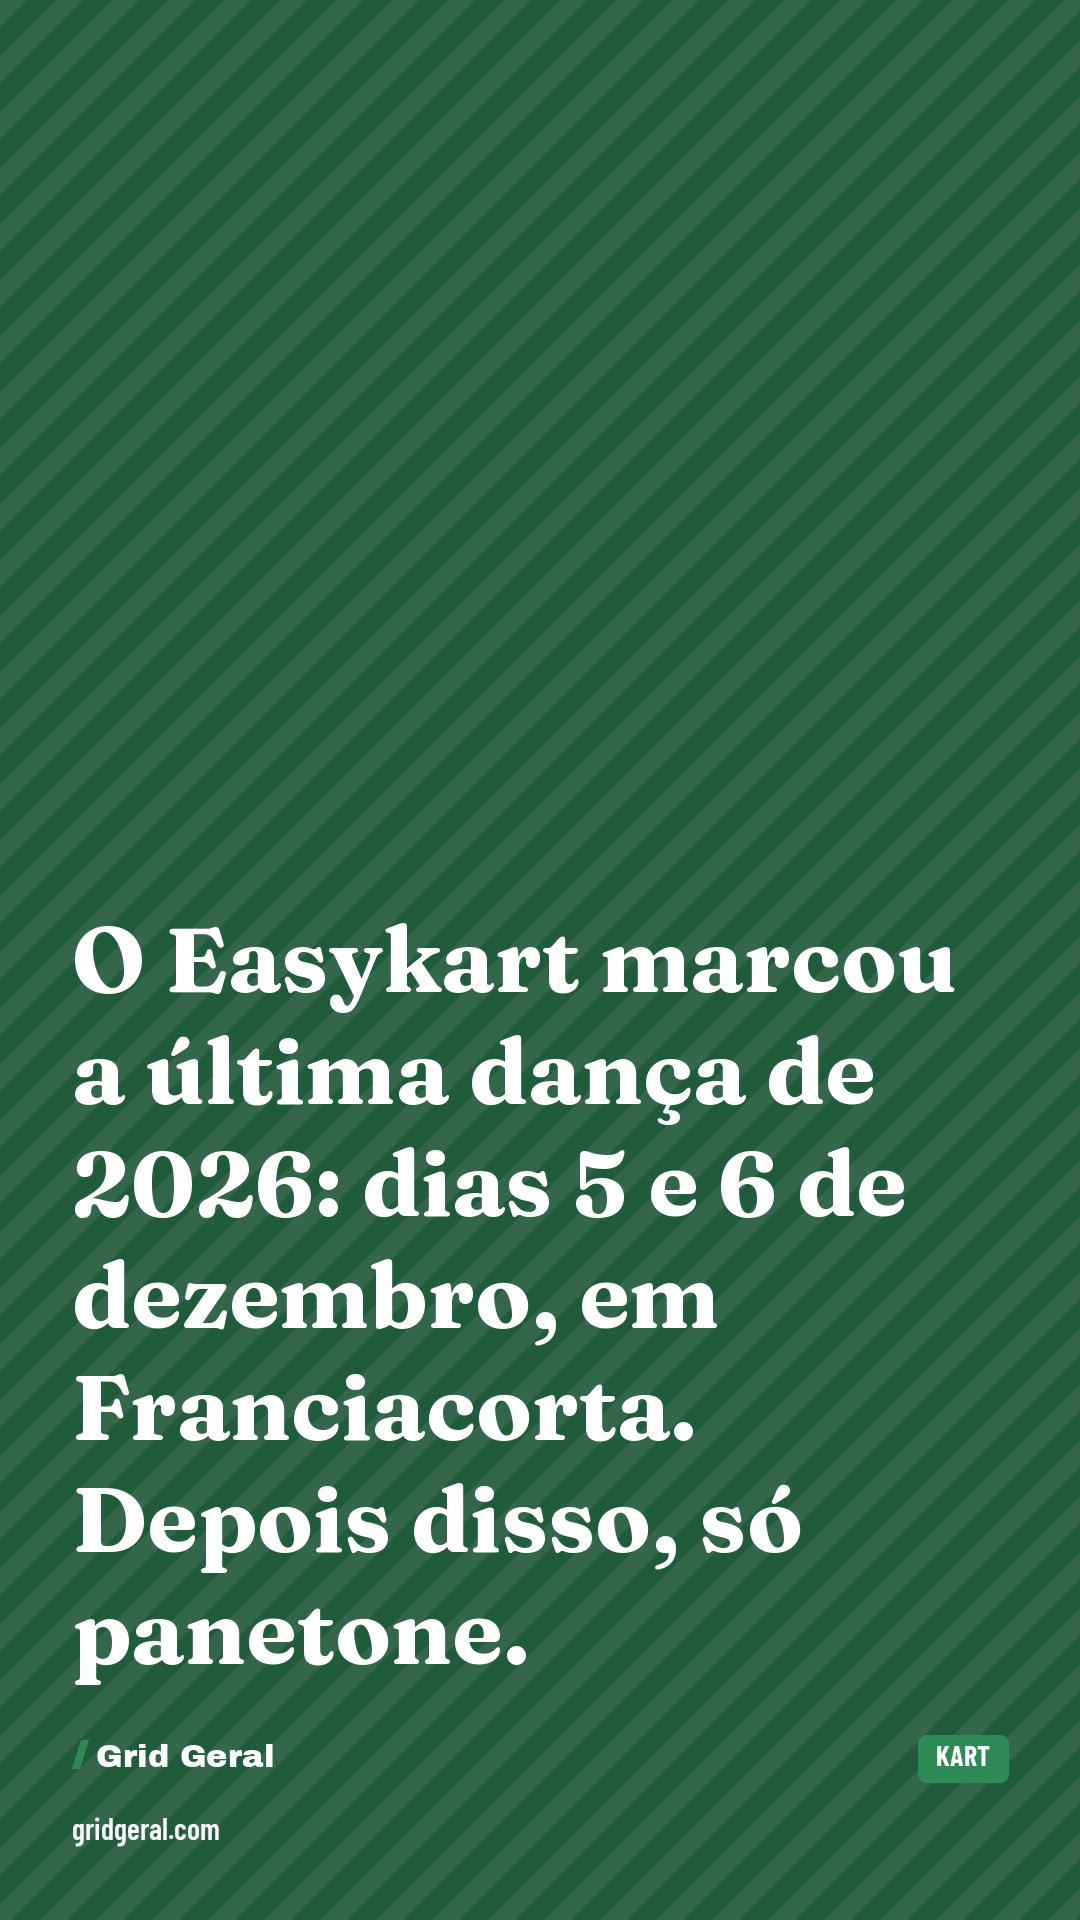 O Easykart marcou
a última dança de
2026: dias 5 e 6 de
dezembro, em
Franciacorta.
Depois disso, só
panetone.
/ Grid Geral
KART
gridgeral.com